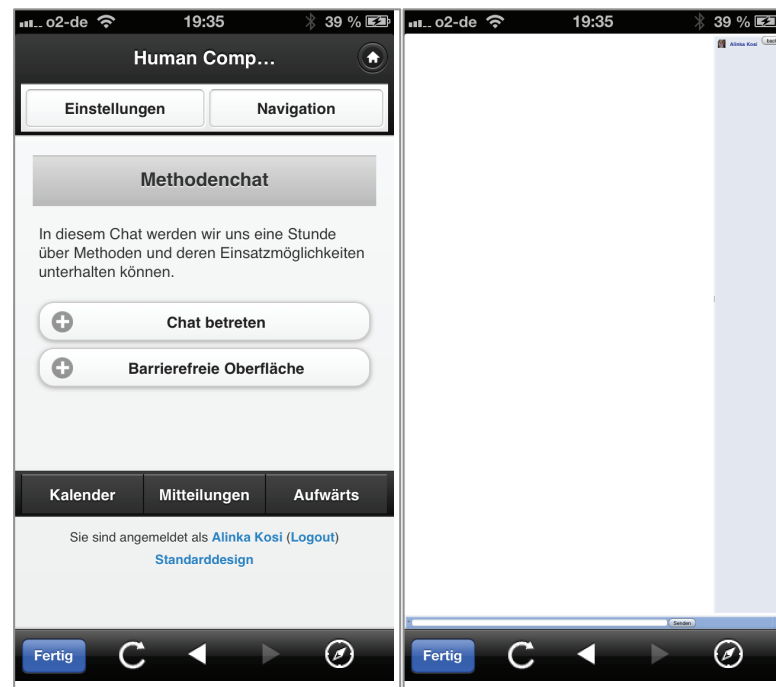 o2-de 19:35 39 %
Human Comp...
Einstellungen Navigation
Methodenchat
In diesem Chat werden wir uns eine Stunde
über Methoden und deren Einsatzmöglichkeiten
unterhalten können.
Chat betreten
Barrierefreie Oberfläche
Kalender Mitteilungen Aufwärts
Sie sind angemeldet als Alinka Kosi (Logout)
Standarddesign
Fertig
o2-de 19:35 39 %
Alinka Kosi
Senden
Fertig